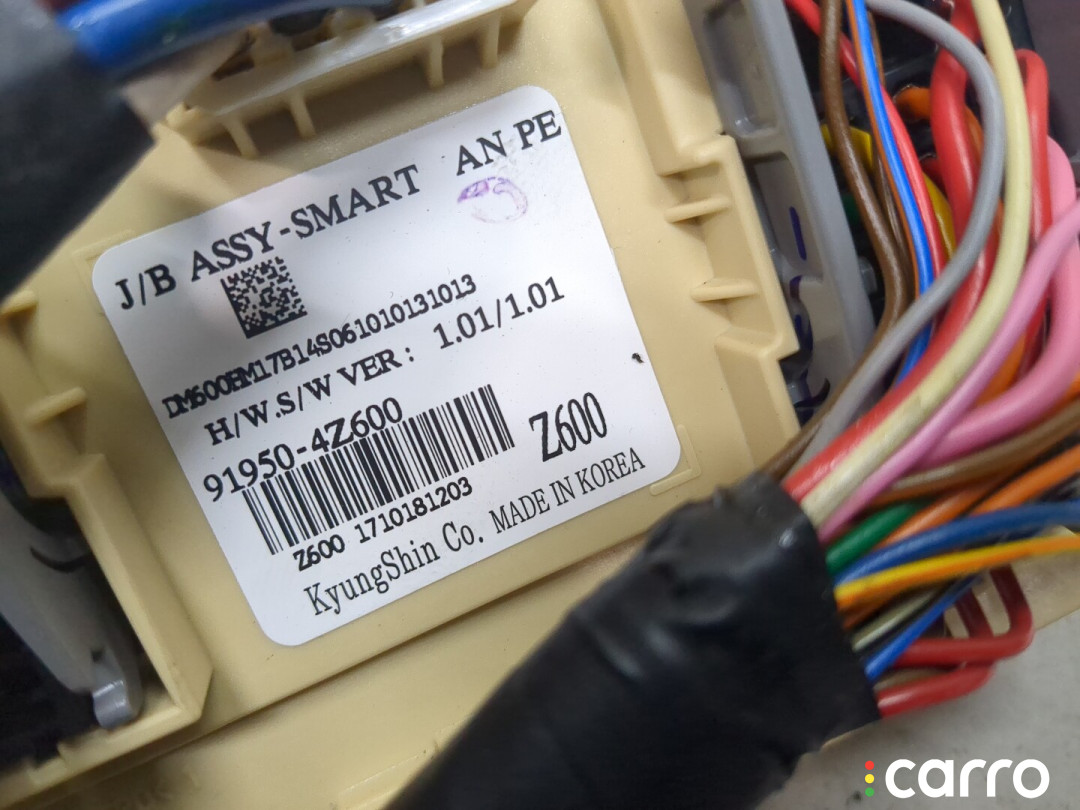 J/B ASSY-SMART AN PE
DM600HM17B14S061010131013
H/W.S/W VER: 1.01/1.01
91950-4Z600
Z600 1710181203
Z600
KyungShin Co. MADE IN KOREA
carro